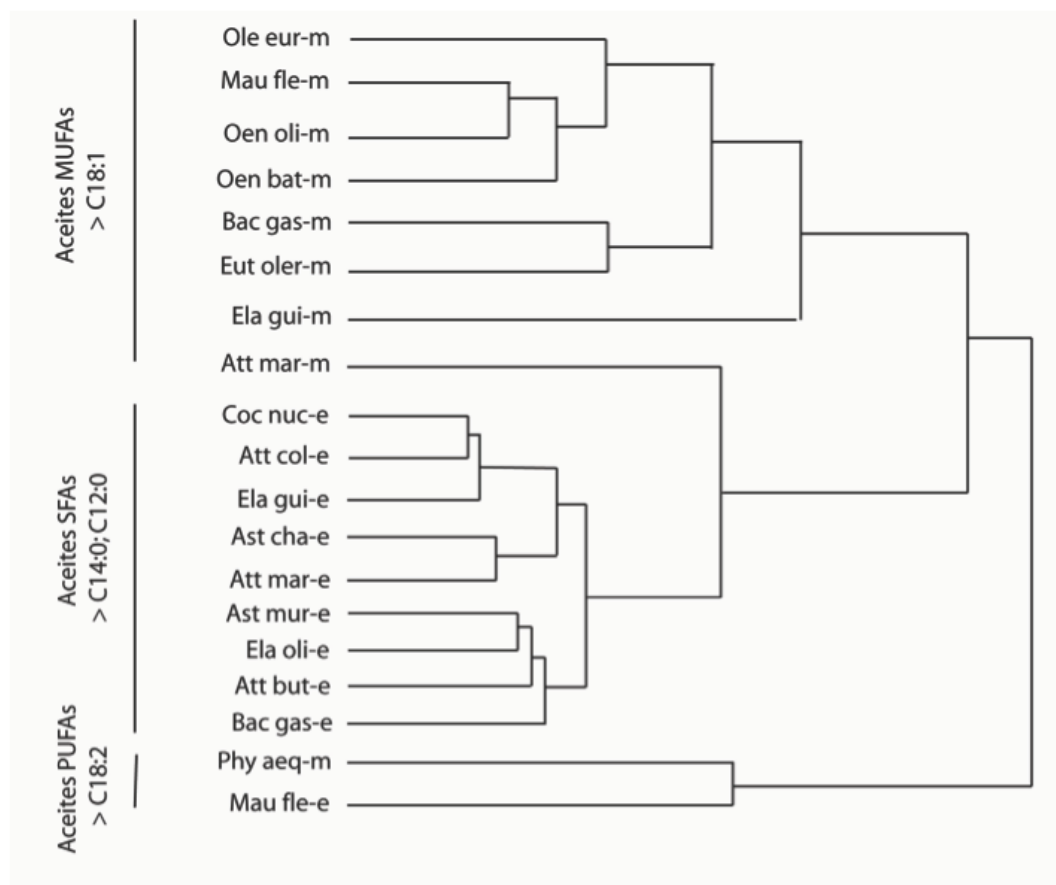 Aceites MUFAs
> C18:1
Ole eur-m
Mau fle-m
Oen oli-m
Oen bat-m
Bac gas-m
Eut oler-m
Ela gui-m
Att mar-m
Aceites SFAs
> C14:0; C12:0
Coc nuc-e
Att col-e
Ela gui-e
Ast cha-e
Att mar-e
Ast mur-e
Ela oli-e
Att but-e
Bac gas-e
Aceites PUFAs
> C18:2
Phy aeq-m
Mau fle-e